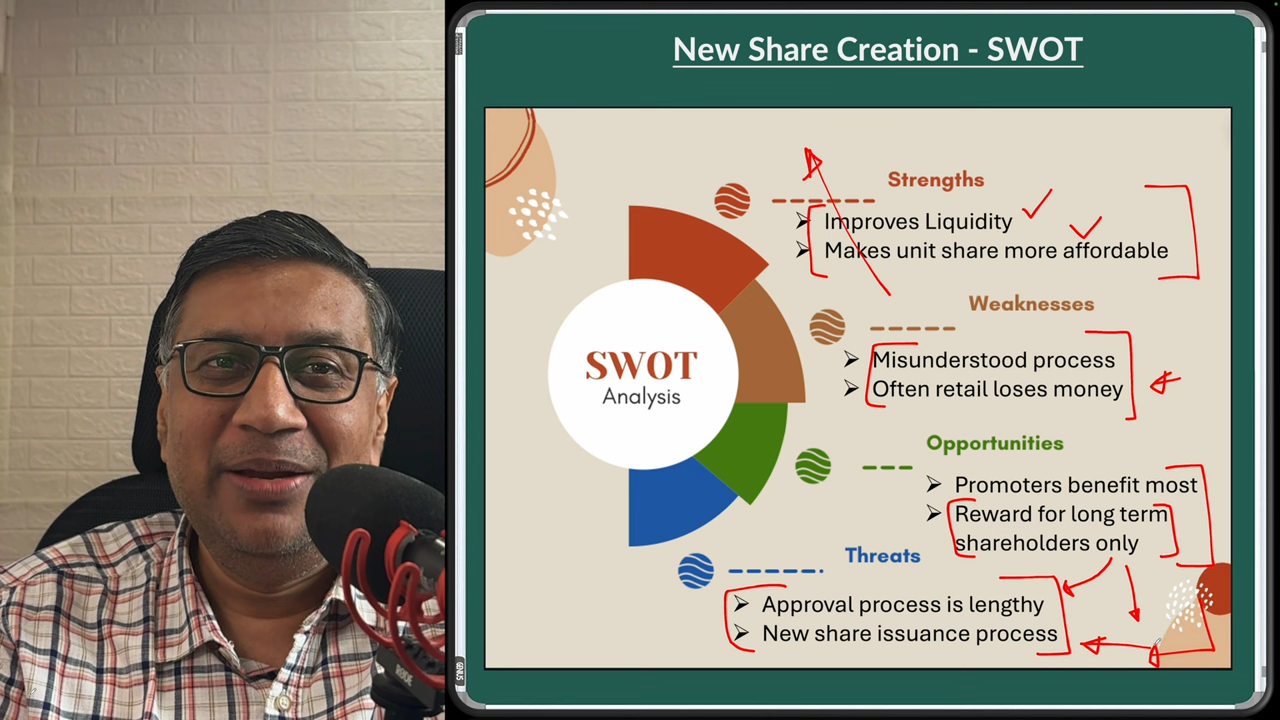 New Share Creation - SWOT
Strengths
Improves Liquidity
Makes unit share more affordable
Weaknesses
Misunderstood process
Often retail loses money
SWOT
Analysis
Opportunities
Promoters benefit most
Reward for long term
shareholders only
Threats
Approval process is lengthy
New share issuance process